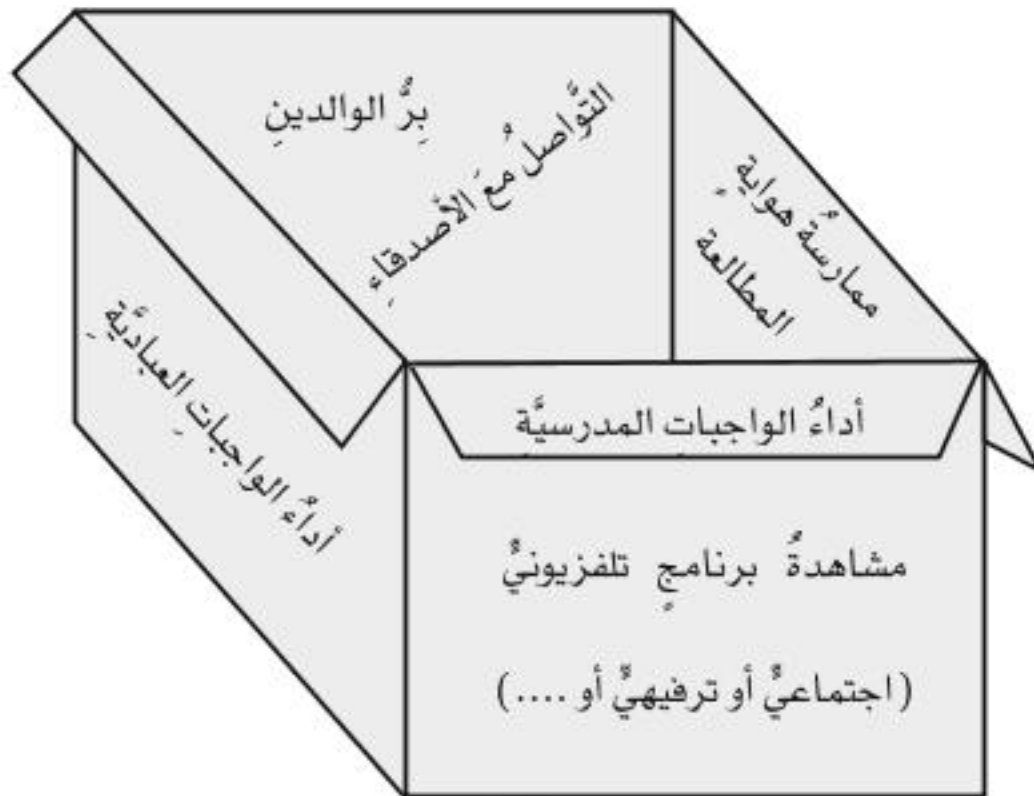 بِرُّ الوالدينِ
التَّواصلُ معَ الأصدقاءِ
ممارسةُ هوايةِ
المطالعة
أداءُ الواجباتِ العباديَّةِ
أداءُ الواجبات المدرسيَّة
مشاهدةُ برنامجٍ تلفزيونيٍّ
(اجتماعيٍّ أو ترفيهيٍّ أو ....)